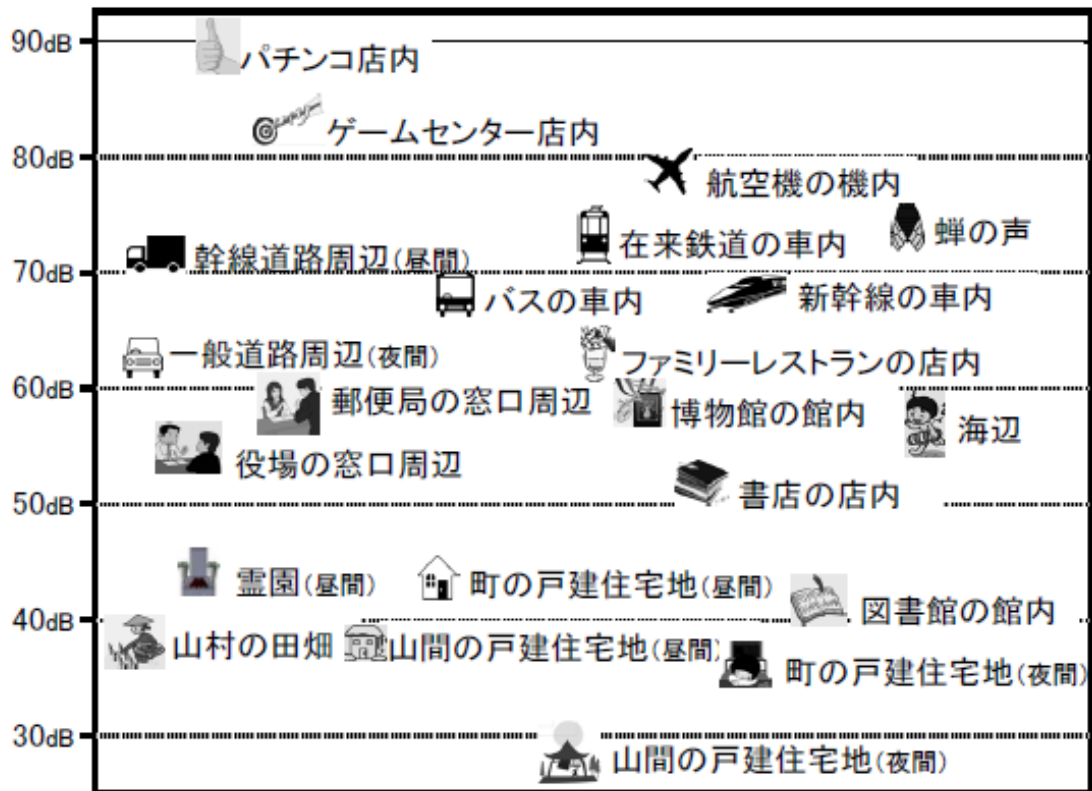 90dB
パチンコ店内
ゲームセンター店内
80dB
航空機の機内
蝉の声
在来鉄道の車内
幹線道路周辺(昼間)
70dB
バスの車内
新幹線の車内
一般道路周辺(夜間)
ファミリーレストランの店内
60dB
郵便局の窓口周辺
博物館の館内
海辺
役場の窓口周辺
書店の店内
50dB
霊園(昼間)
町の戸建住宅地(昼間)
図書館の館内
40dB
山村の田畑
山間の戸建住宅地(昼間)
町の戸建住宅地(夜間)
30dB
山間の戸建住宅地(夜間)